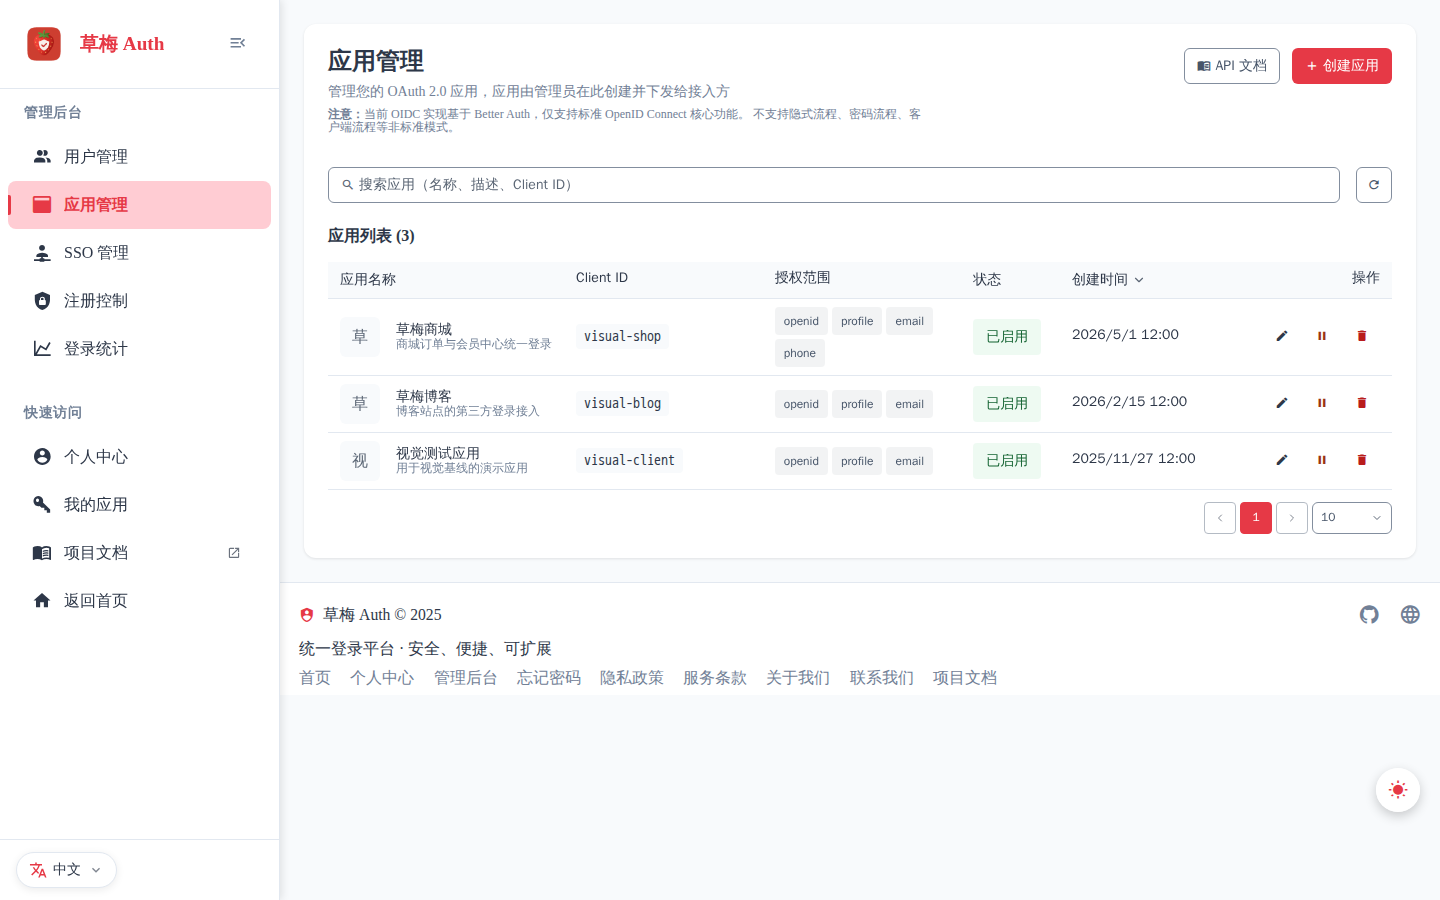 草梅 Auth
管理后台
用户管理
应用管理
SSO 管理
注册控制
登录统计
快速访问
个人中心
我的应用
项目文档
返回首页
中文
应用管理
管理您的 OAuth 2.0 应用，应用由管理员在此创建并下发给接入方
注意：当前 OIDC 实现基于 Better Auth，仅支持标准 OpenID Connect 核心功能。 不支持隐式流程、密码流程、客
户端流程等非标准模式。
API 文档
创建应用
搜索应用（名称、描述、Client ID）
应用列表 (3)
应用名称 Client ID 授权范围 状态 创建时间 操作
草 草梅商城 商城订单与会员中心统一登录 visual-shop openid profile email phone 已启用 2026/5/1 12:00
草 草梅博客 博客站点的第三方登录接入 visual-blog openid profile email 已启用 2026/2/15 12:00
视 视觉测试应用 用于视觉基线的演示应用 visual-client openid profile email 已启用 2025/11/27 12:00
1 10
草梅 Auth © 2025
统一登录平台 · 安全、便捷、可扩展
首页 个人中心 管理后台 忘记密码 隐私政策 服务条款 关于我们 联系我们 项目文档